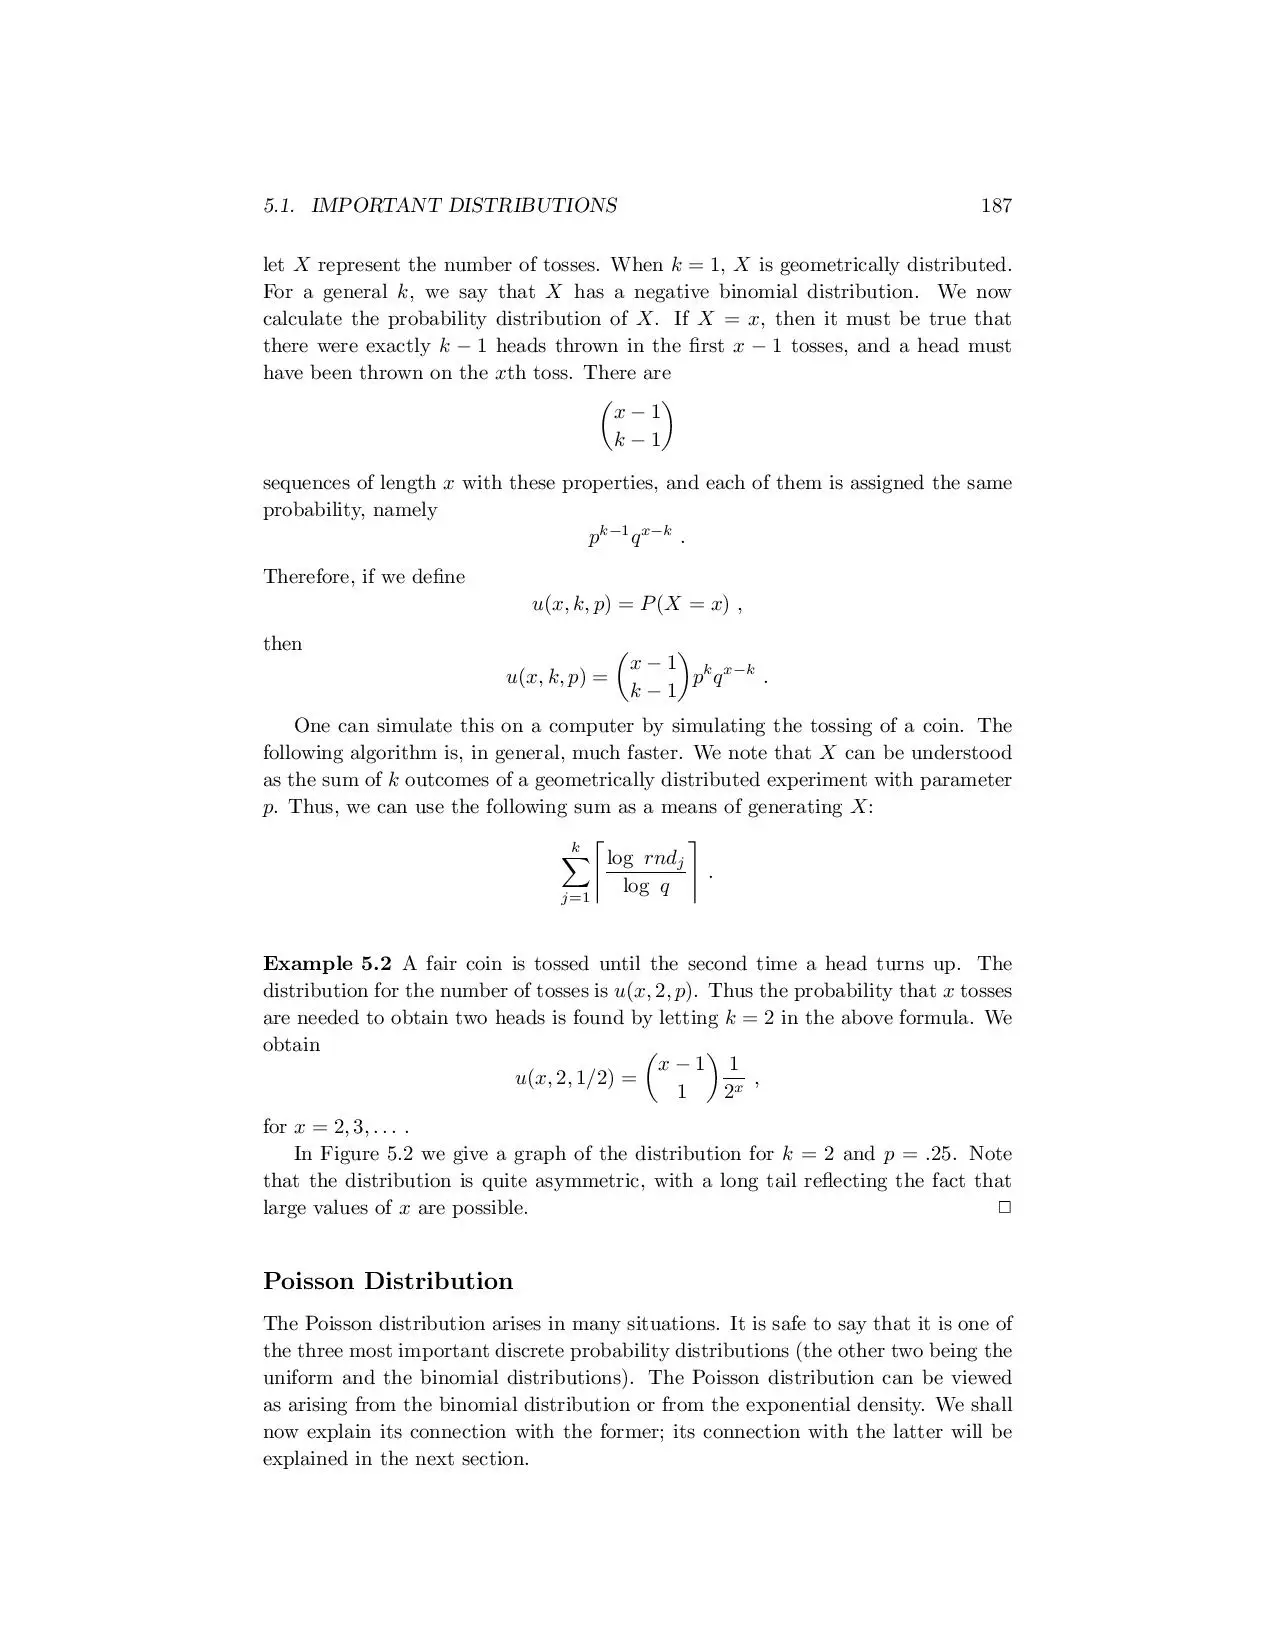 5.1. IMPORTANT DISTRIBUTIONS 187
let X represent the number of tosses. When k = 1, X is geometrically distributed.
For a general k, we say that X has a negative binomial distribution. We now
calculate the probability distribution of X. If X = x, then it must be true that
there were exactly k − 1 heads thrown in the first x − 1 tosses, and a head must
have been thrown on the xth toss. There are
(x − 1
k − 1)
sequences of length x with these properties, and each of them is assigned the same
probability, namely
p^{k−1}q^{x−k} .
Therefore, if we define
u(x, k, p) = P(X = x) ,
then
u(x, k, p) = \binom{x − 1}{k − 1} p^k q^{x−k} .
One can simulate this on a computer by simulating the tossing of a coin. The
following algorithm is, in general, much faster. We note that X can be understood
as the sum of k outcomes of a geometrically distributed experiment with parameter
p. Thus, we can use the following sum as a means of generating X:
\sum_{j=1}^{k} ⌈ \frac{log rnd_j}{log q} ⌉ .
Example 5.2 A fair coin is tossed until the second time a head turns up. The
distribution for the number of tosses is u(x, 2, p). Thus the probability that x tosses
are needed to obtain two heads is found by letting k = 2 in the above formula. We
obtain
u(x, 2, 1/2) = \binom{x − 1}{1} \frac{1}{2^x} ,
for x = 2, 3, . . . .
In Figure 5.2 we give a graph of the distribution for k = 2 and p = .25. Note
that the distribution is quite asymmetric, with a long tail reflecting the fact that
large values of x are possible. □
Poisson Distribution
The Poisson distribution arises in many situations. It is safe to say that it is one of
the three most important discrete probability distributions (the other two being the
uniform and the binomial distributions). The Poisson distribution can be viewed
as arising from the binomial distribution or from the exponential density. We shall
now explain its connection with the former; its connection with the latter will be
explained in the next section.